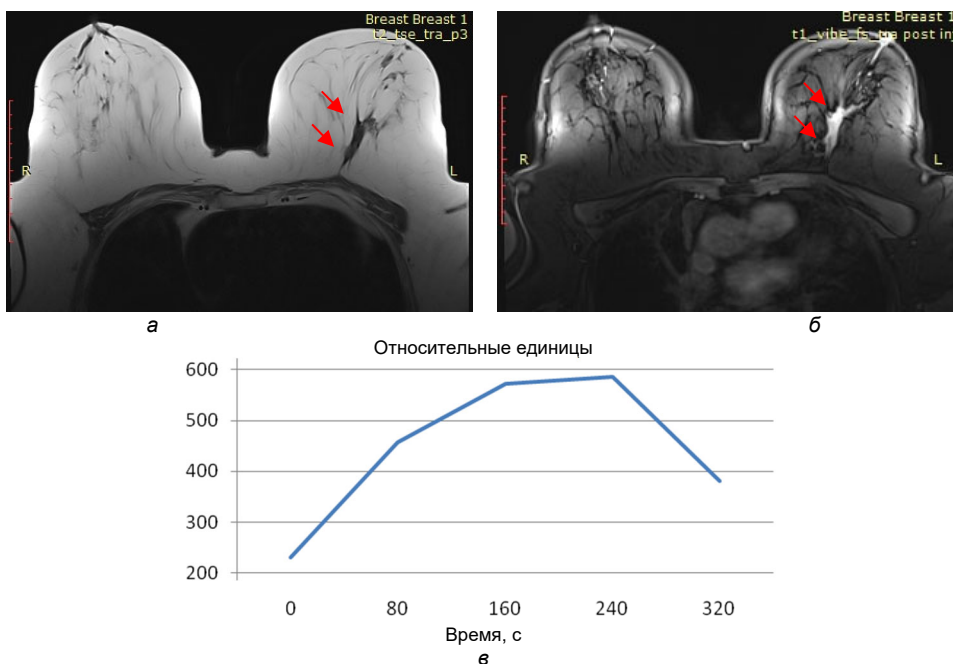 Breast Breast 1
t2_tse_tra_p3
R
L
а
Breast Breast 1
t1_vibe_fs_tra post inj
R
L
б
Относительные единицы
600
500
400
300
200
0 80 160 240 320
Время, с
в